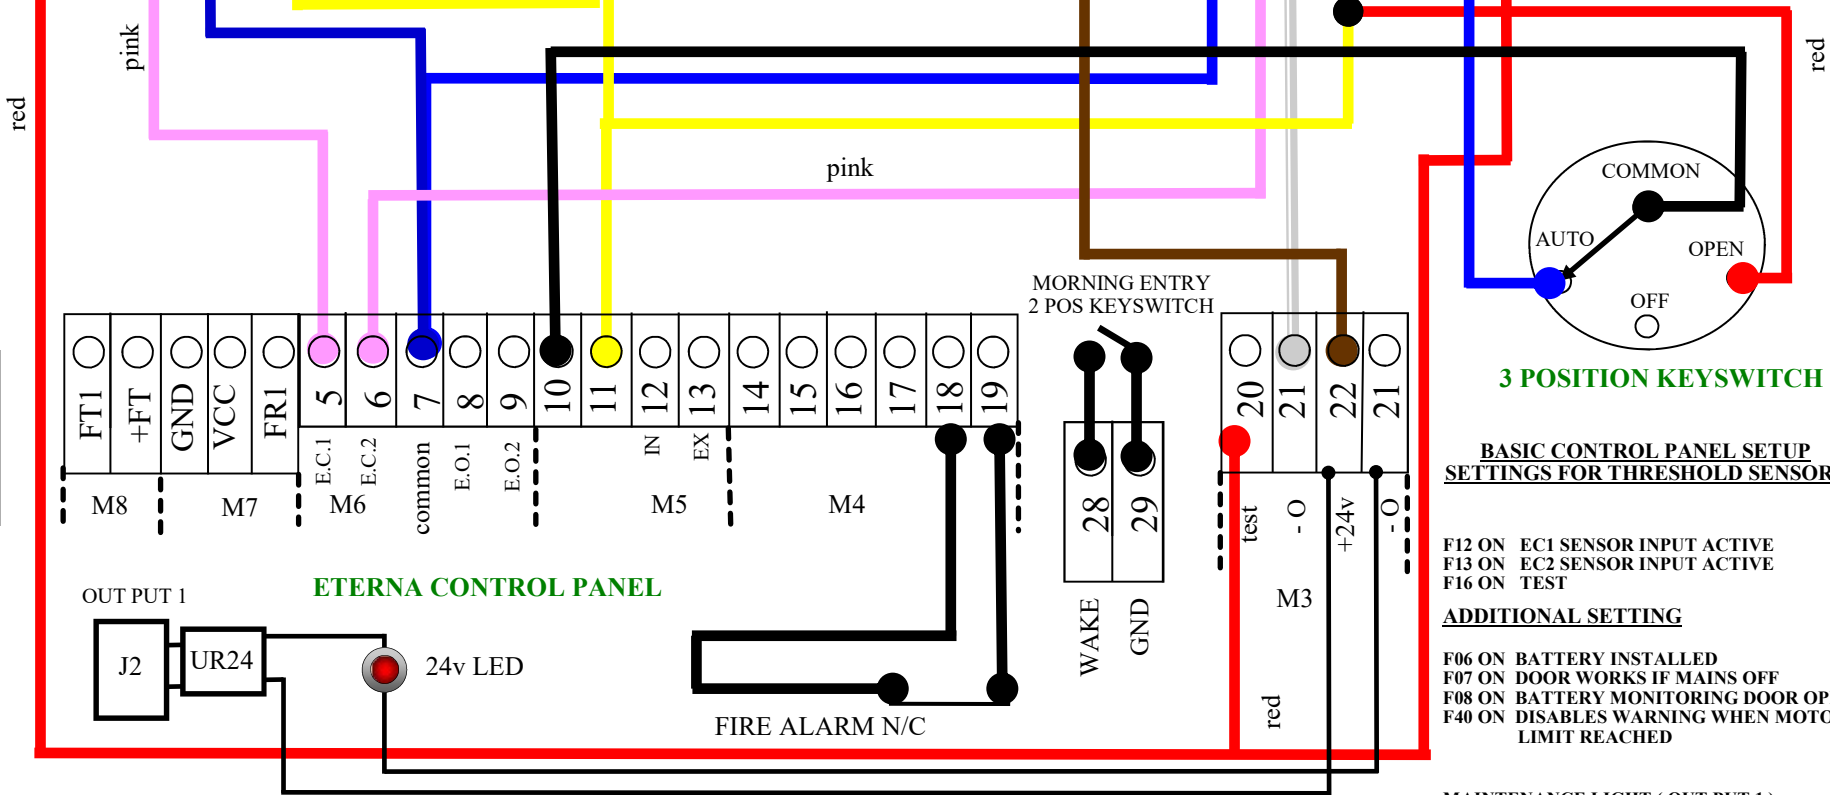 pink
red
red
pink
COMMON
AUTO
OPEN
OFF
MORNING ENTRY
2 POS KEYSWITCH
3 POSITION KEYSWITCH
FT1
+FT
GND
VCC
FR1
5
6
7
8
9
10
11
12
13
14
15
16
17
18
19
20
21
22
21
E.C.1
E.C.2
common
E.O.1
E.O.2
IN
EX
M8
M7
M6
M5
M4
28
29
WAKE
GND
test
- O
+24v
- O
M3
red
ETERNA CONTROL PANEL
OUT PUT 1
J2
UR24
24v LED
FIRE ALARM N/C
BASIC CONTROL PANEL SETUP
SETTINGS FOR THRESHOLD SENSOR
F12 ON EC1 SENSOR INPUT ACTIVE
F13 ON EC2 SENSOR INPUT ACTIVE
F16 ON TEST
ADDITIONAL SETTING
F06 ON BATTERY INSTALLED
F07 ON DOOR WORKS IF MAINS OFF
F08 ON BATTERY MONITORING DOOR OP
F40 ON DISABLES WARNING WHEN MOTO
LIMIT REACHED
MAINTENANCE LIGHT ( OUT PUT 1 )